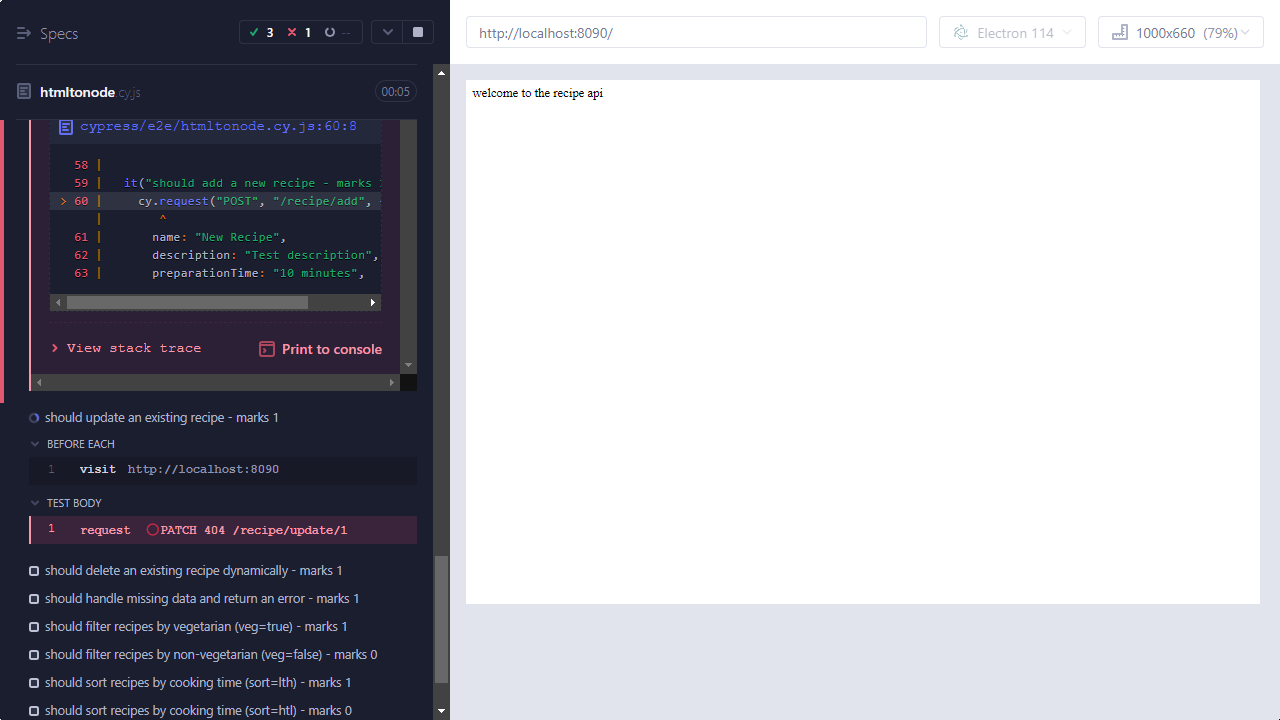 Specs
3 1 --
http://localhost:8090/
Electron 114
1000x660 (79%)
htmltonode.cy.js
00:05
cypress/e2e/htmltonode.cy.js:60:8
58 |
59 | it("should add a new recipe - marks
> 60 | cy.request("POST", "/recipe/add",
| ^
61 | name: "New Recipe",
62 | description: "Test description",
63 | preparationTime: "10 minutes",
View stack trace
Print to console
should update an existing recipe - marks 1
BEFORE EACH
1 visit http://localhost:8090
TEST BODY
1 request PATCH 404 /recipe/update/1
should delete an existing recipe dynamically - marks 1
should handle missing data and return an error - marks 1
should filter recipes by vegetarian (veg=true) - marks 1
should filter recipes by non-vegetarian (veg=false) - marks 0
should sort recipes by cooking time (sort=lth) - marks 1
should sort recipes by cooking time (sort=htl) - marks 0
welcome to the recipe api